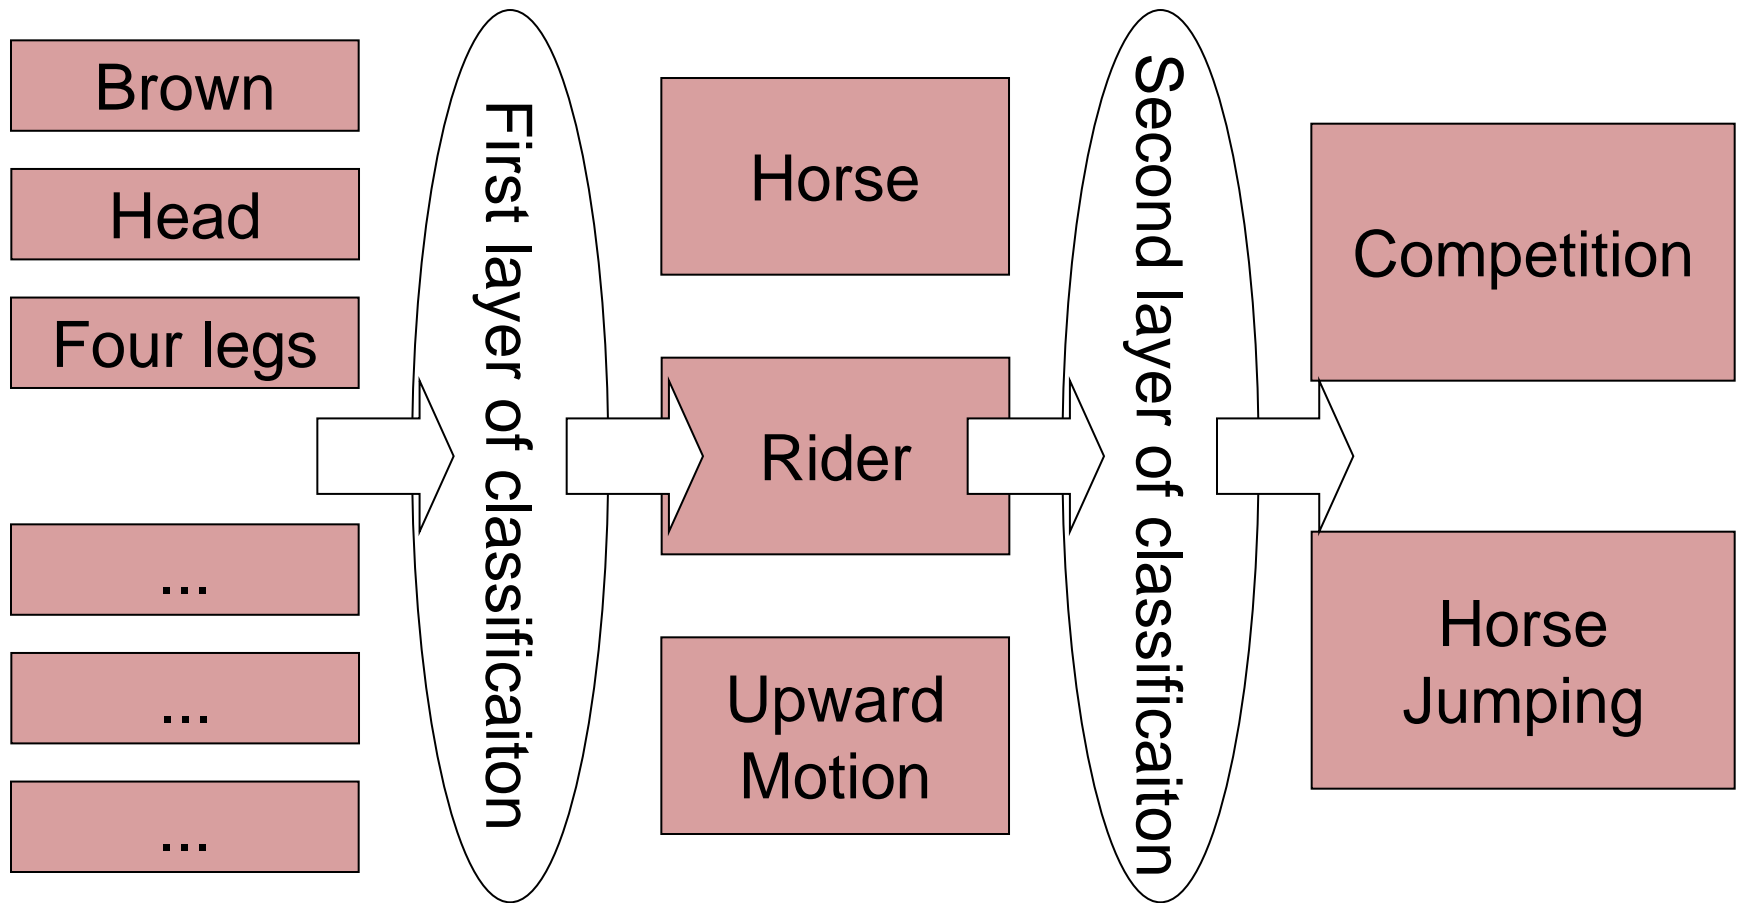 Brown
Head
Four legs
...
...
...
First layer of classificaiton
Horse
Rider
Upward
Motion
Second layer of classificaiton
Competition
Horse
Jumping